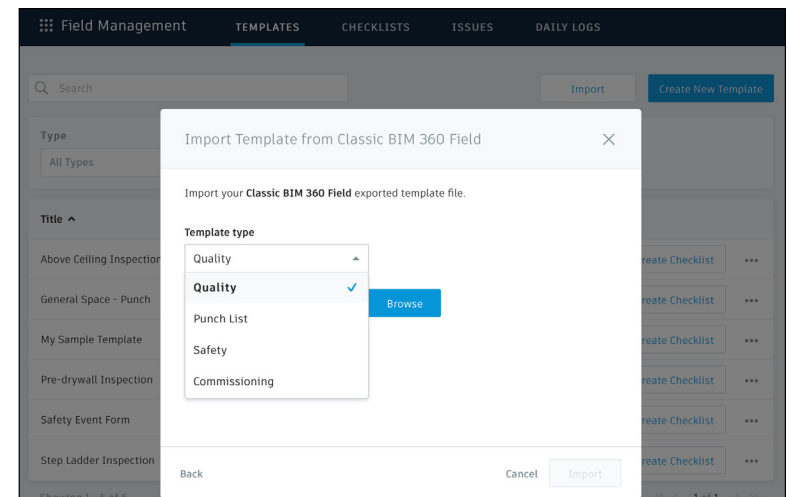 Field Management TEMPLATES CHECKLISTS ISSUES DAILY LOGS
Search Import Create New Template
Type
All Types
Import Template from Classic BIM 360 Field
Import your Classic BIM 360 Field exported template file.
Template type
Quality
Quality
Punch List
Safety
Commissioning
Browse
Back Cancel Import
Title
Above Ceiling Inspection reate Checklist
General Space - Punch reate Checklist
My Sample Template reate Checklist
Pre-drywall Inspection reate Checklist
Safety Event Form reate Checklist
Step Ladder Inspection reate Checklist